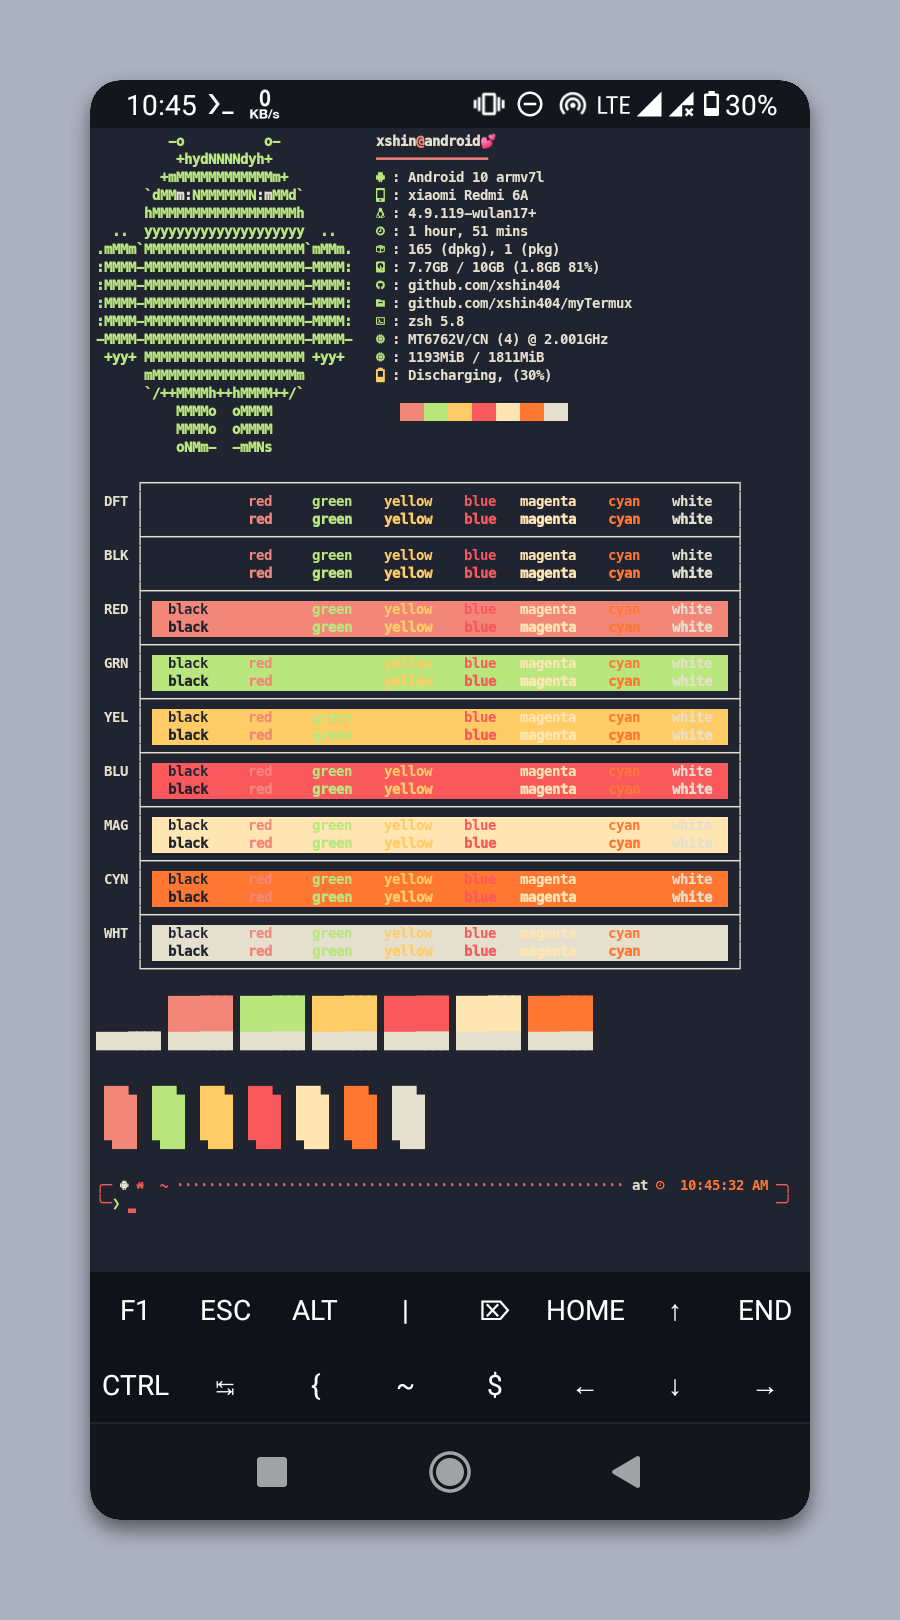 10:45 0 KB/s LTE 30%
-o          o-
+hydNNNNdyh+
+mMMMMMMMMMMMMm+
`dMMm:NMMMMMMN:mMMd`
hMMMMMMMMMMMMMMMMMMh
..  yyyyyyyyyyyyyyyyyyyy  ..
.mMMm`MMMMMMMMMMMMMMMMMMMM`mMMm.
:MMMM-MMMMMMMMMMMMMMMMMMMM-MMMM:
:MMMM-MMMMMMMMMMMMMMMMMMMM-MMMM:
:MMMM-MMMMMMMMMMMMMMMMMMMM-MMMM:
:MMMM-MMMMMMMMMMMMMMMMMMMM-MMMM:
-MMMM-MMMMMMMMMMMMMMMMMMMM-MMMM-
+yy+ MMMMMMMMMMMMMMMMMMMM +yy+
mMMMMMMMMMMMMMMMMMMm
`/++MMMMh++hMMMM++/`
MMMMo  oMMMM
MMMMo  oMMMM
oNMm-  -mMNs
xshin@android💕
: Android 10 armv7l
: xiaomi Redmi 6A
: 4.9.119-wulan17+
: 1 hour, 51 mins
: 165 (dpkg), 1 (pkg)
: 7.7GB / 10GB (1.8GB 81%)
: github.com/xshin404
: github.com/xshin404/myTermux
: zsh 5.8
: MT6762V/CN (4) @ 2.001GHz
: 1193MiB / 1811MiB
: Discharging, (30%)
DFT red green yellow blue magenta cyan white
red green yellow blue magenta cyan white
BLK red green yellow blue magenta cyan white
red green yellow blue magenta cyan white
RED black green yellow blue magenta cyan white
black green yellow blue magenta cyan white
GRN black red yellow blue magenta cyan white
black red yellow blue magenta cyan white
YEL black red green blue magenta cyan white
black red green blue magenta cyan white
BLU black red green yellow magenta cyan white
black red green yellow magenta cyan white
MAG black red green yellow blue cyan white
black red green yellow blue cyan white
CYN black red green yellow blue magenta white
black red green yellow blue magenta white
WHT black red green yellow blue magenta cyan
black red green yellow blue magenta cyan
~ ························································ at 10:45:32 AM
❯
F1 ESC ALT | ⌦ HOME ↑ END
CTRL ↹ { ~ $ ← ↓ →